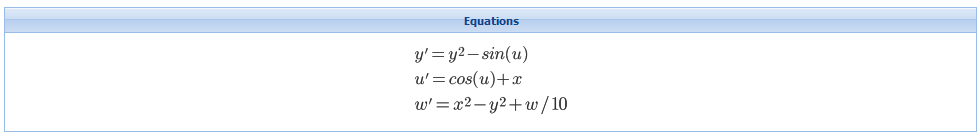 Equations
y′=y²−sin(u)
u′=cos(u)+x
w′=x²−y²+w/10